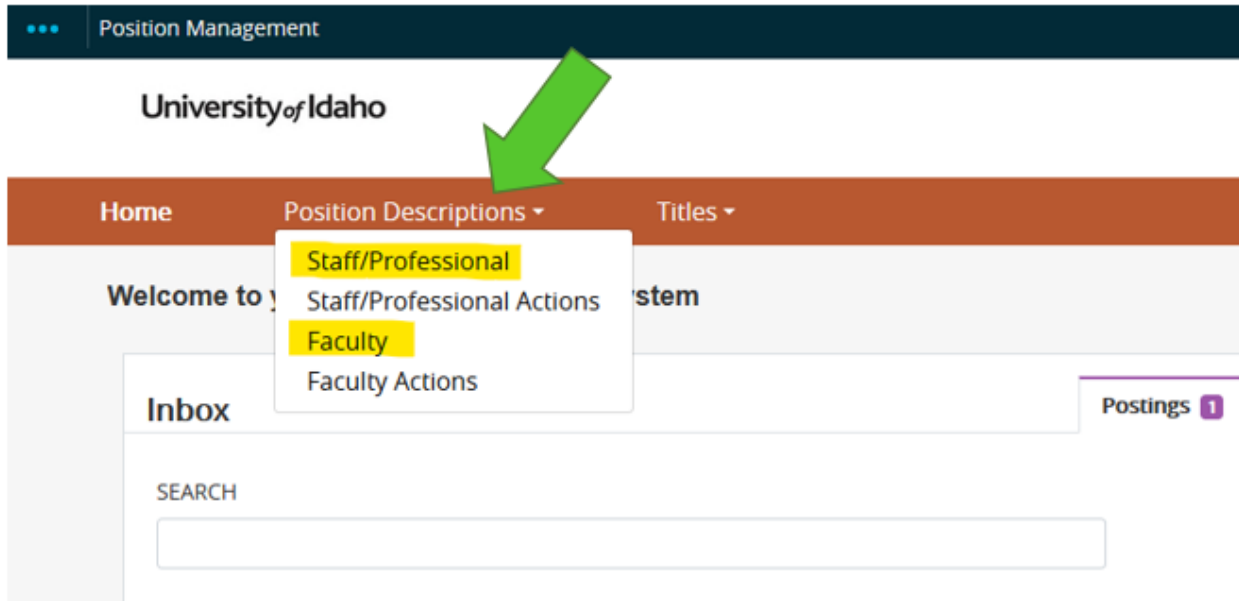 ••• Position Management
University of Idaho
Home Position Descriptions Titles
Staff/Professional
Welcome to stem
Staff/Professional Actions
Faculty
Faculty Actions
Inbox
Postings 1
SEARCH